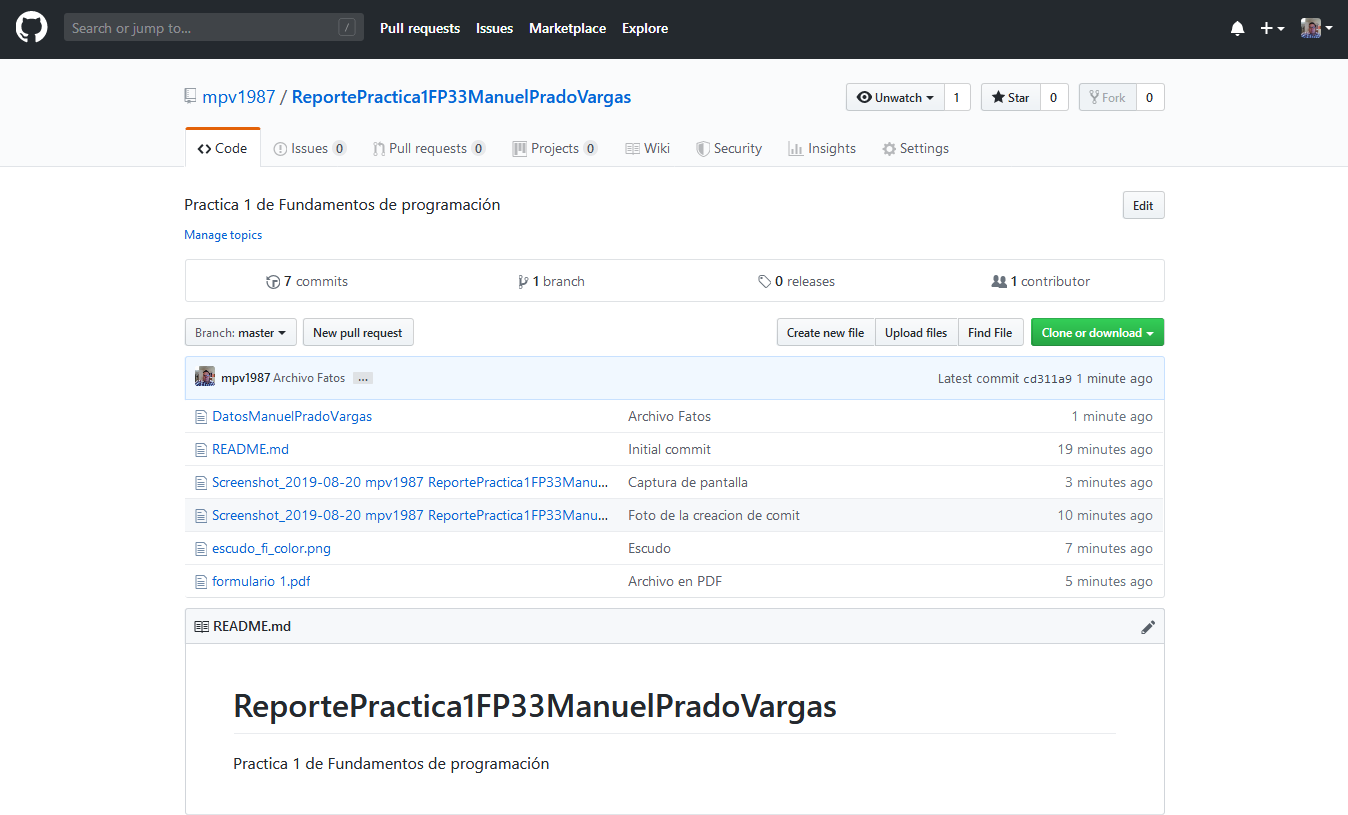 Search or jump to... /
Pull requests Issues Marketplace Explore
mpv1987 / ReportePractica1FP33ManuelPradoVargas
Unwatch 1 Star 0 Fork 0
Code Issues 0 Pull requests 0 Projects 0 Wiki Security Insights Settings
Practica 1 de Fundamentos de programación
Edit
Manage topics
7 commits 1 branch 0 releases 1 contributor
Branch: master New pull request Create new file Upload files Find File Clone or download
mpv1987 Archivo Fatos ... Latest commit cd311a9 1 minute ago
DatosManuelPradoVargas Archivo Fatos 1 minute ago
README.md Initial commit 19 minutes ago
Screenshot_2019-08-20 mpv1987 ReportePractica1FP33Manu... Captura de pantalla 3 minutes ago
Screenshot_2019-08-20 mpv1987 ReportePractica1FP33Manu... Foto de la creacion de comit 10 minutes ago
escudo_fi_color.png Escudo 7 minutes ago
formulario 1.pdf Archivo en PDF 5 minutes ago
README.md
ReportePractica1FP33ManuelPradoVargas
Practica 1 de Fundamentos de programación